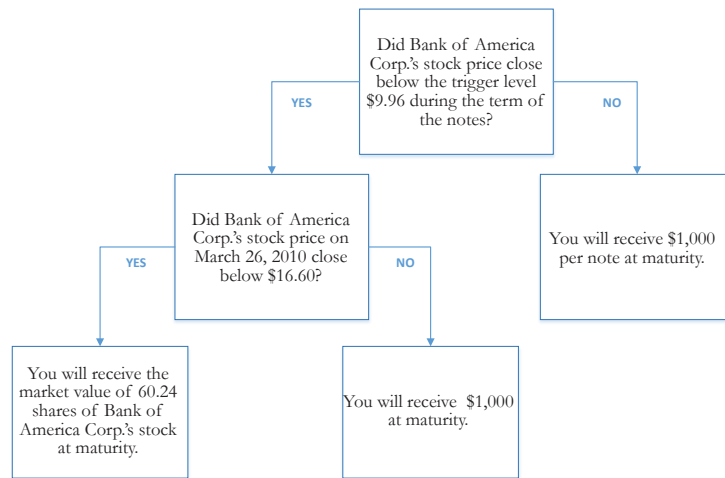 Did Bank of America
Corp.'s stock price close
below the trigger level
$9.96 during the term of
the notes?
YES
NO
Did Bank of America
Corp.'s stock price on
March 26, 2010 close
below $16.60?
You will receive $1,000
per note at maturity.
YES
NO
You will receive the
market value of 60.24
shares of Bank of
America Corp.'s stock
at maturity.
You will receive $1,000
at maturity.